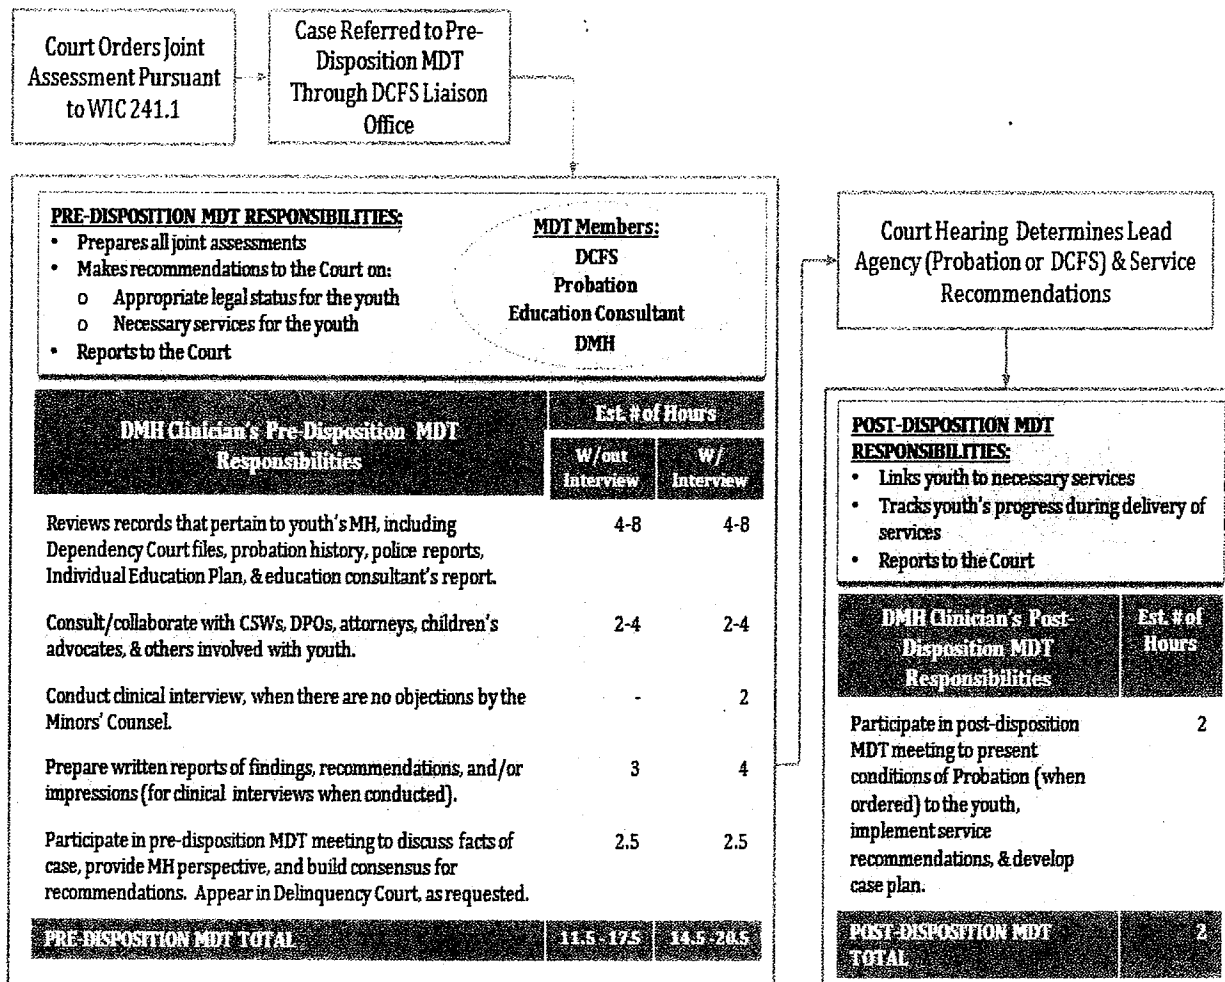 Court Orders Joint
Assessment Pursuant
to WIC 241.1
Case Referred to Pre-
Disposition MDT
Through DCFS Liaison
Office
PRE-DISPOSITION MDT RESPONSIBILITIES:
• Prepares all joint assessments
• Makes recommendations to the Court on:
o Appropriate legal status for the youth
o Necessary services for the youth
• Reports to the Court
MDT Members:
DCFS
Probation
Education Consultant
DMH
DMH Clinician's Pre-Disposition MDT
Responsibilities
Est. # of Hours
W/out
Interview
W/
Interview
Reviews records that pertain to youth's MH, including
Dependency Court files, probation history, police reports,
Individual Education Plan, & education consultant's report.
4-8 4-8
Consult/collaborate with CSWs, DPOs, attorneys, children's
advocates, & others involved with youth.
2-4 2-4
Conduct clinical interview, when there are no objections by the
Minors' Counsel.
- 2
Prepare written reports of findings, recommendations, and/or
impressions (for clinical interviews when conducted).
3 4
Participate in pre-disposition MDT meeting to discuss facts of
case, provide MH perspective, and build consensus for
recommendations. Appear in Delinquency Court, as requested.
2.5 2.5
PRE-DISPOSITION MDT TOTAL 11.5 -17.5 14.5 -20.5
Court Hearing Determines Lead
Agency (Probation or DCFS) & Service
Recommendations
POST-DISPOSITION MDT
RESPONSIBILITIES:
• Links youth to necessary services
• Tracks youth's progress during delivery of
services
• Reports to the Court
DMH Clinician's Post-
Disposition MDT
Responsibilities
Est. # of
Hours
Participate in post-disposition
MDT meeting to present
conditions of Probation (when
ordered) to the youth,
implement service
recommendations, & develop
case plan.
2
POST-DISPOSITION MDT
TOTAL
2